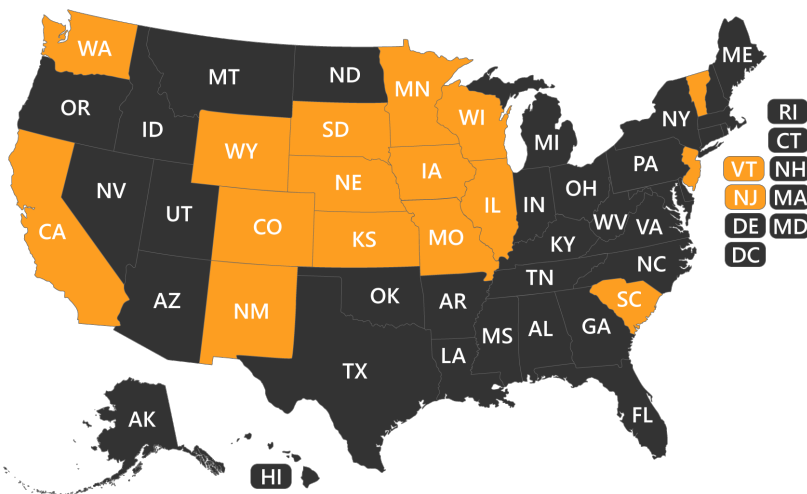 ME
WA
MT
ND
MN
OR
ID
SD
WI
NY
RI
MI
CT
WY
PA
VT NH
NV
NE
IA
OH
NJ MA
UT
CO
IL
IN
WV
VA
DE MD
CA
KS
MO
KY
DC
NC
TN
AZ
NM
OK
AR
SC
MS
AL
GA
LA
TX
AK
FL
HI